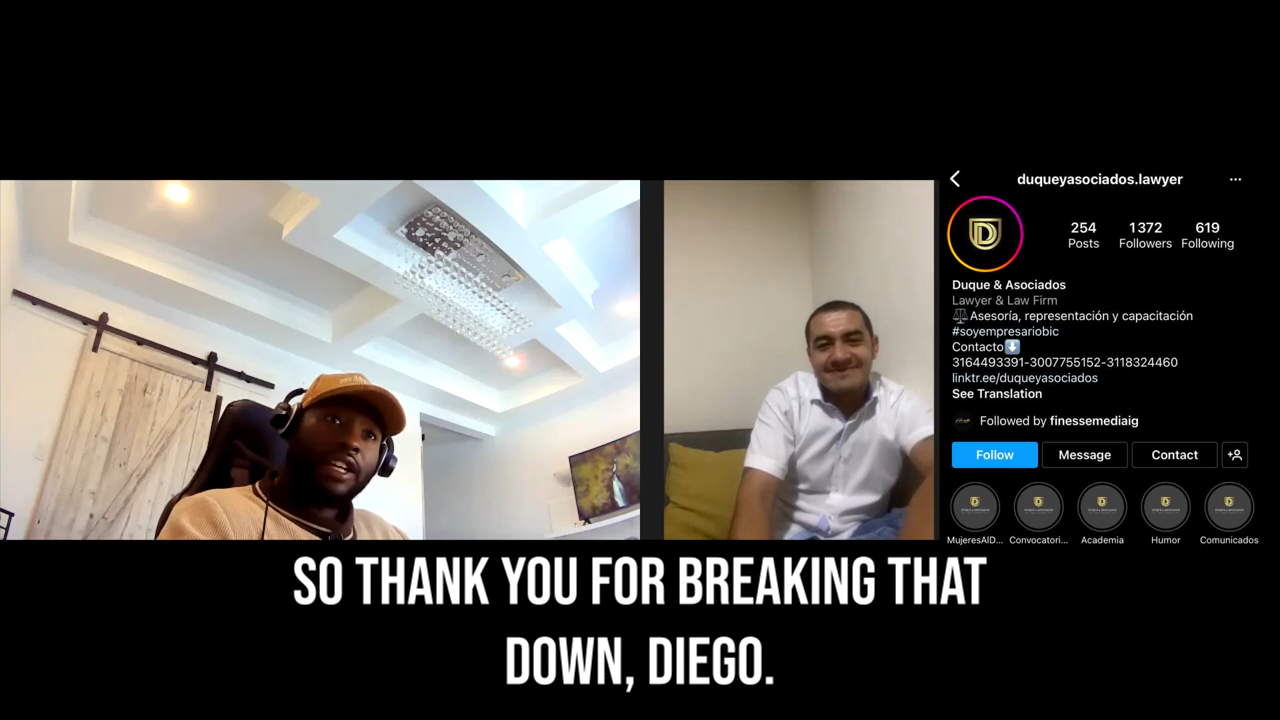 duqueyasociados.lawyer
254
Posts
1372
Followers
619
Following
Duque & Asociados
Lawyer & Law Firm
⚖️Asesoría, representación y capacitación
#soyempresariobic
Contacto⬇️
3164493391-3007755152-3118324460
linktr.ee/duqueyasociados
See Translation
Followed by finessemediaig
Follow
Message
Contact
MujeresAlD...
Convocatori...
Academia
Humor
Comunicados
SO THANK YOU FOR BREAKING THAT
DOWN, DIEGO.